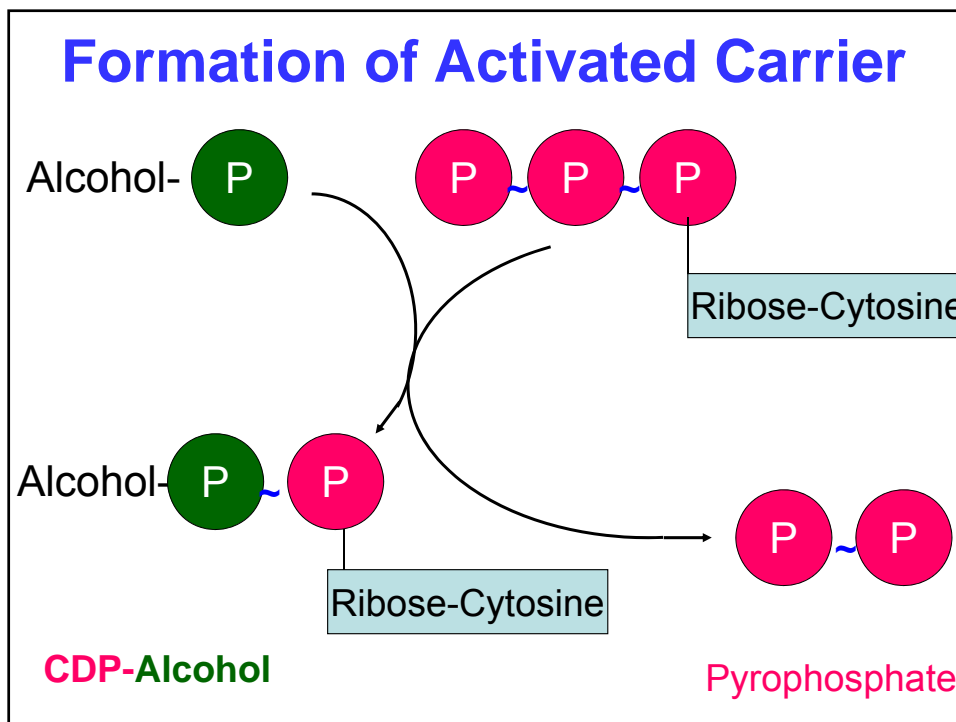 Formation of Activated Carrier
Alcohol- P
P ~ P ~ P
Ribose-Cytosine
Alcohol- P ~ P
P ~ P
Ribose-Cytosine
CDP-Alcohol
Pyrophosphate